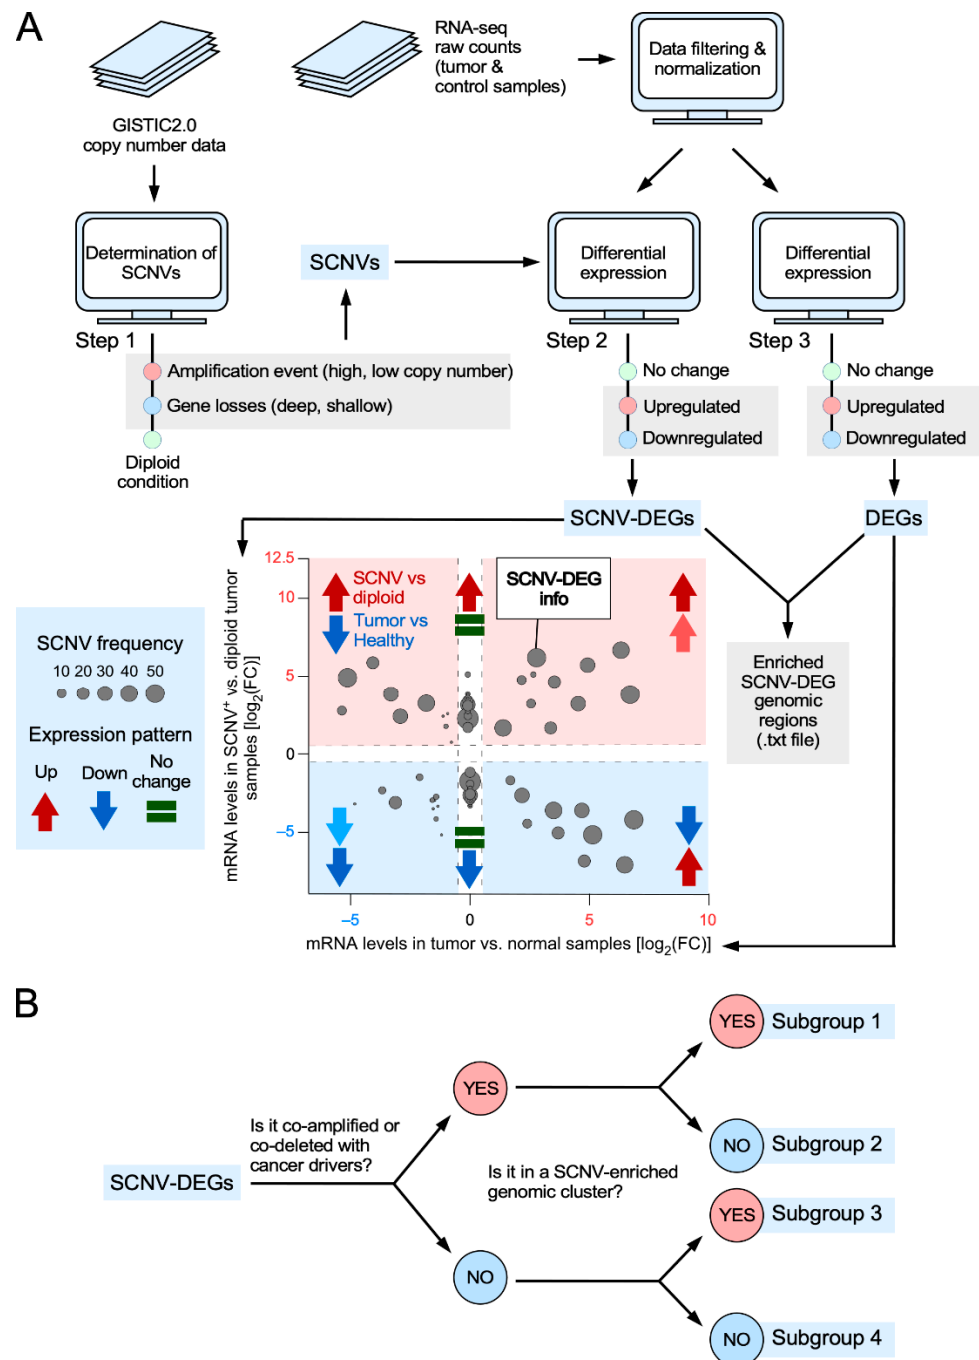 A
GISTIC2.0
copy number data
RNA-seq
raw counts
(tumor &
control samples)
Data filtering &
normalization
Determination of
SCNVs
SCNVs
Differential
expression
Differential
expression
Step 1
Step 2
Step 3
Amplification event (high, low copy number)
Gene losses (deep, shallow)
Diploid
condition
No change
Upregulated
Downregulated
No change
Upregulated
Downregulated
SCNV-DEGs
DEGs
Enriched
SCNV-DEG
genomic
regions
(.txt file)
SCNV frequency
10 20 30 40 50
Expression pattern
Up
Down
No
change
mRNA levels in SCNV+ vs. diploid tumor
samples [log2(FC)]
12.5
10
5
0
−5
SCNV vs
diploid
Tumor vs
Healthy
SCNV-DEG
info
−5
0
5
10
mRNA levels in tumor vs. normal samples [log2(FC)]
B
SCNV-DEGs
Is it co-amplified or
co-deleted with
cancer drivers?
YES
NO
Is it in a SCNV-enriched
genomic cluster?
YES
Subgroup 1
NO
Subgroup 2
YES
Subgroup 3
NO
Subgroup 4